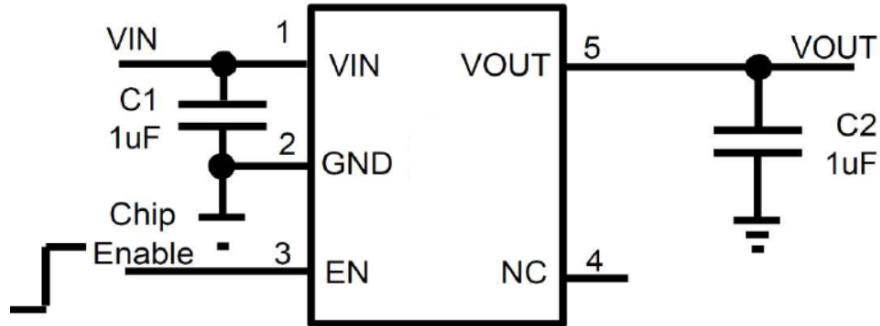 VIN
1
VIN
VOUT
5
VOUT
C1
1uF
2
GND
C2
1uF
Chip
Enable
3
EN
NC
4